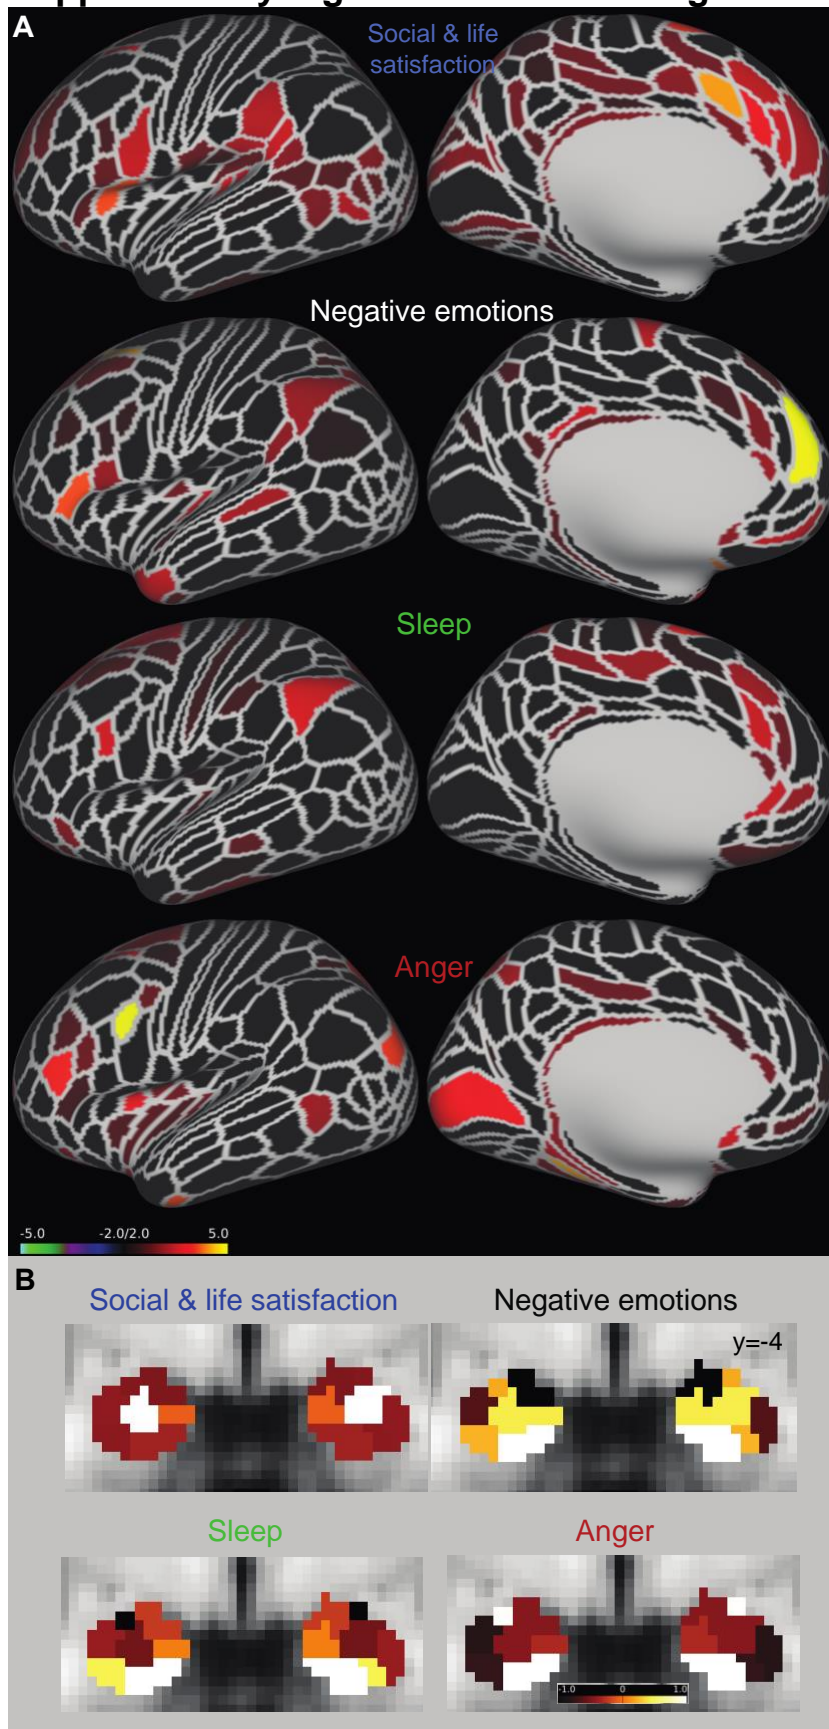 A
Social & life
satisfaction
Negative emotions
Sleep
Anger
-5.0 -2.0/2.0 5.0
B
Social & life satisfaction Negative emotions
y=-4
Sleep Anger
-1.0 0 1.0